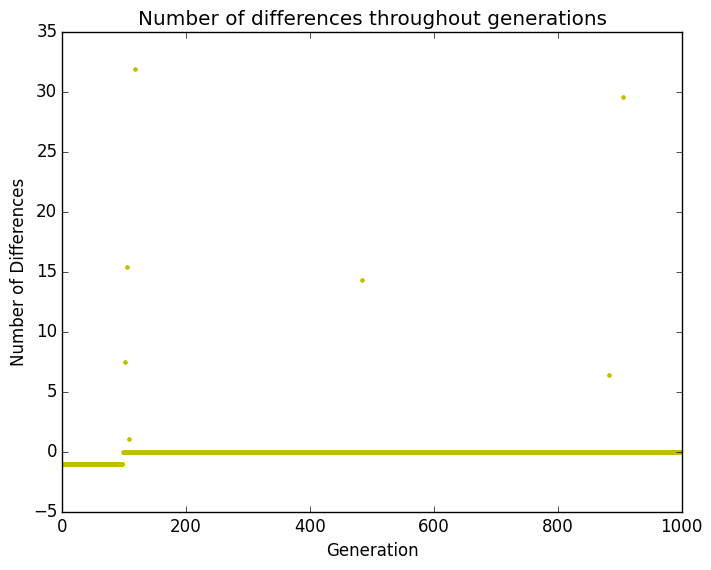 Number of differences throughout generations
35
30
25
20
15
10
5
0
−5
Number of Differences
0 200 400 600 800 1000
Generation